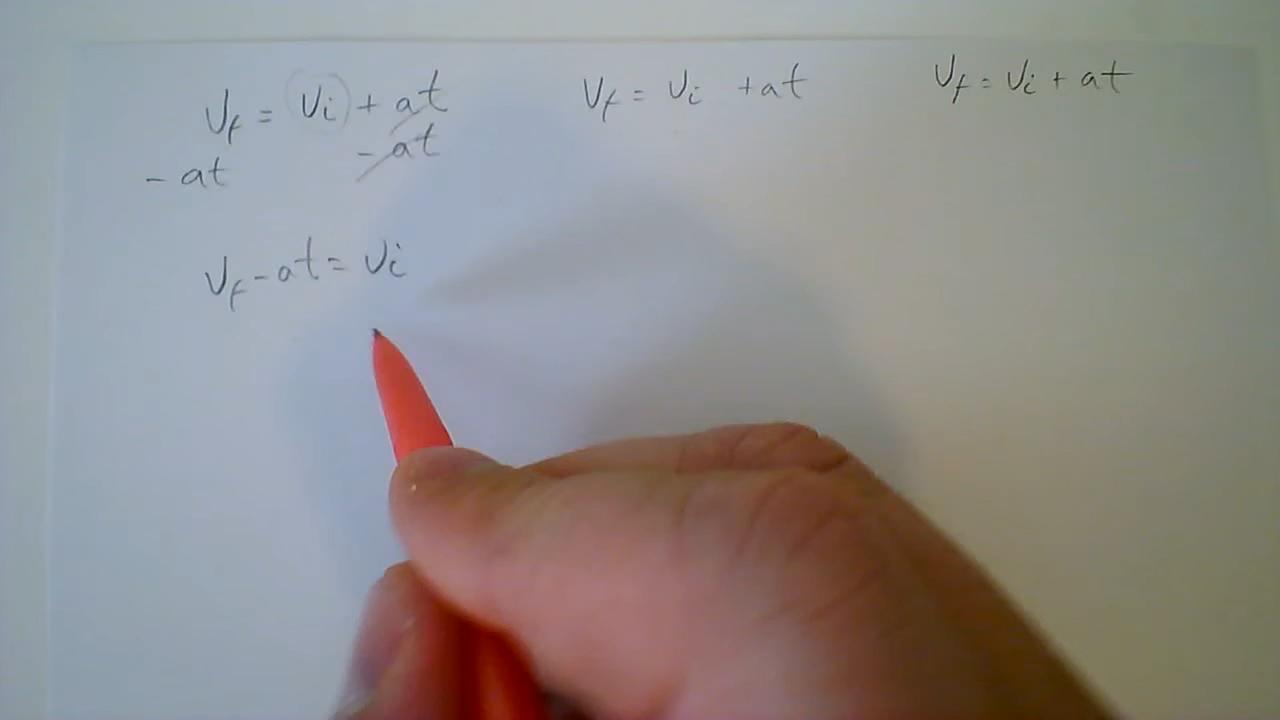 Vf = Vi + at
- at - at
Vf - at = Vi
Vf = Vi + at
Vf = Vi + at